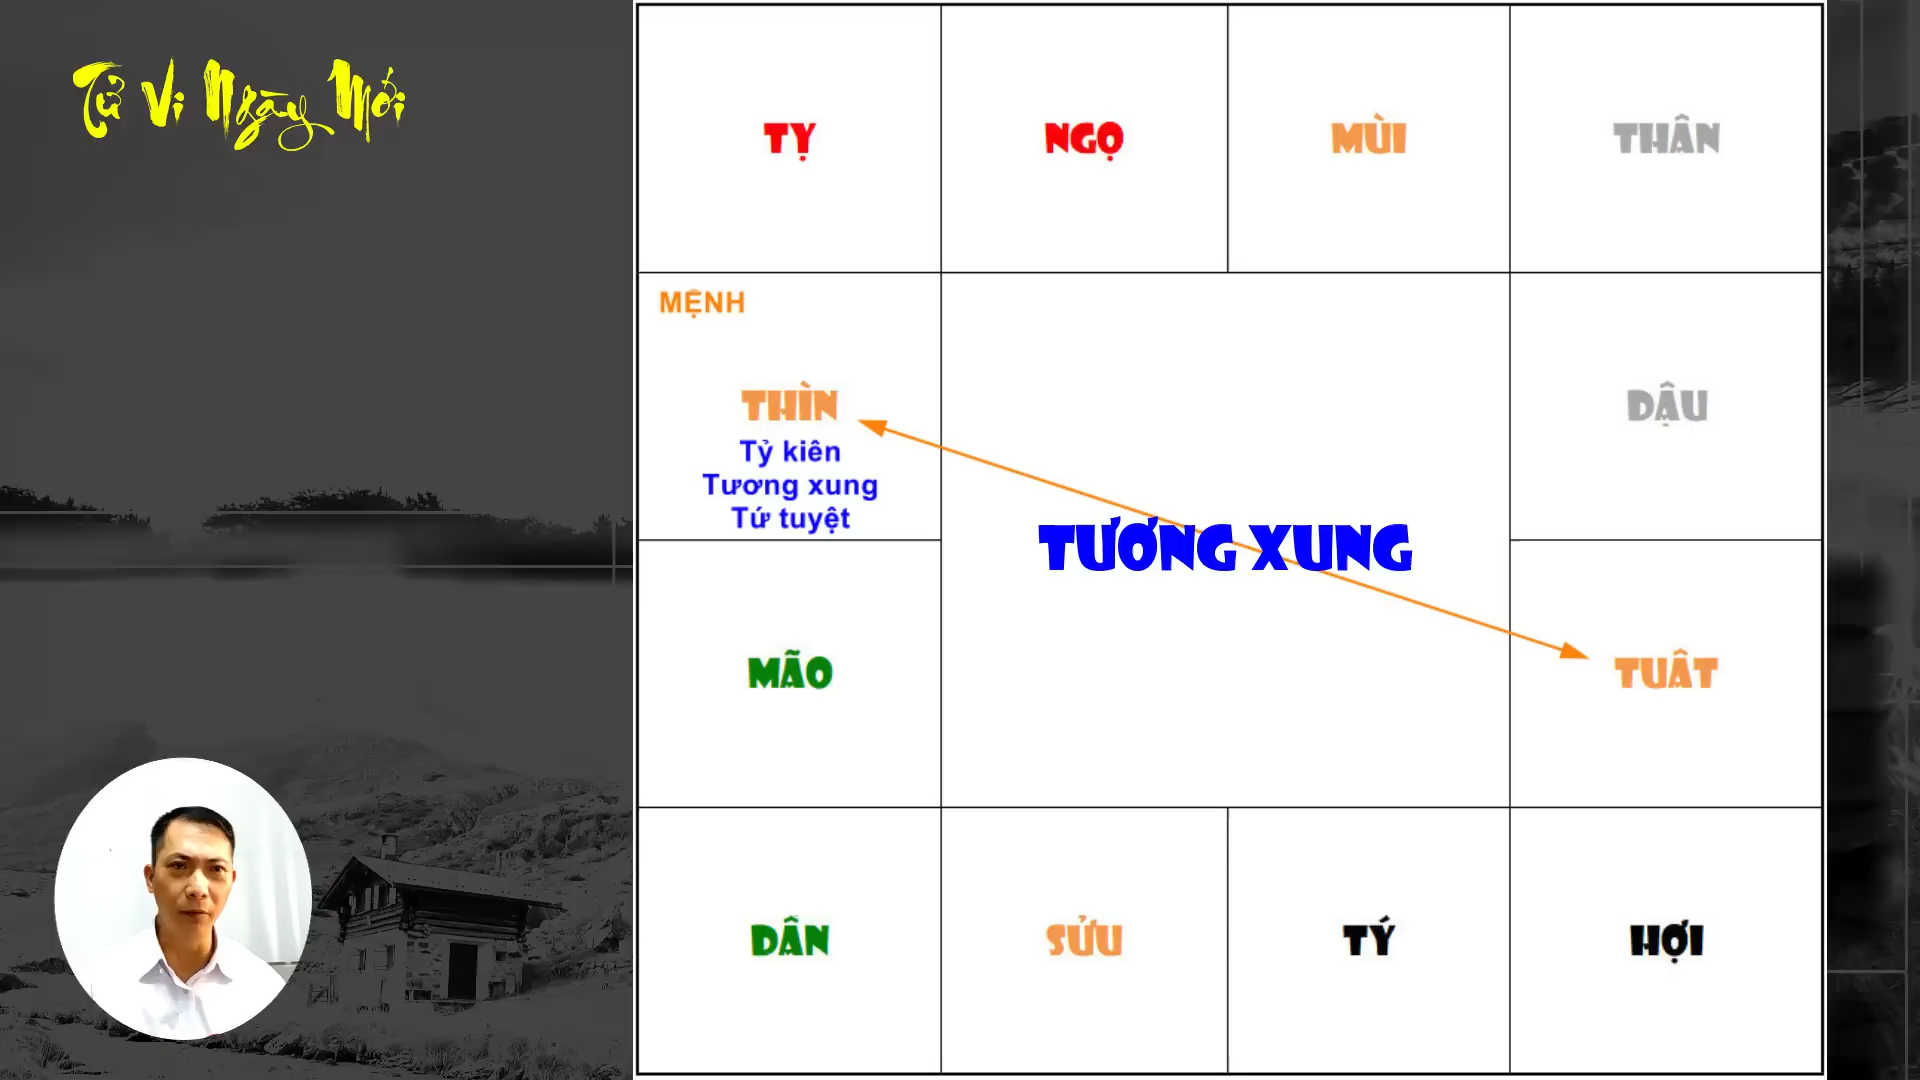 Tử Vi Ngày Mới
TỴ
NGỌ
MÙI
THÂN
MỆNH
THÌN
Tỷ kiên
Tương xung
Tứ tuyệt
DẬU
TƯƠNG XUNG
MÃO
TUẤT
DẦN
SỬU
TÝ
HỢI